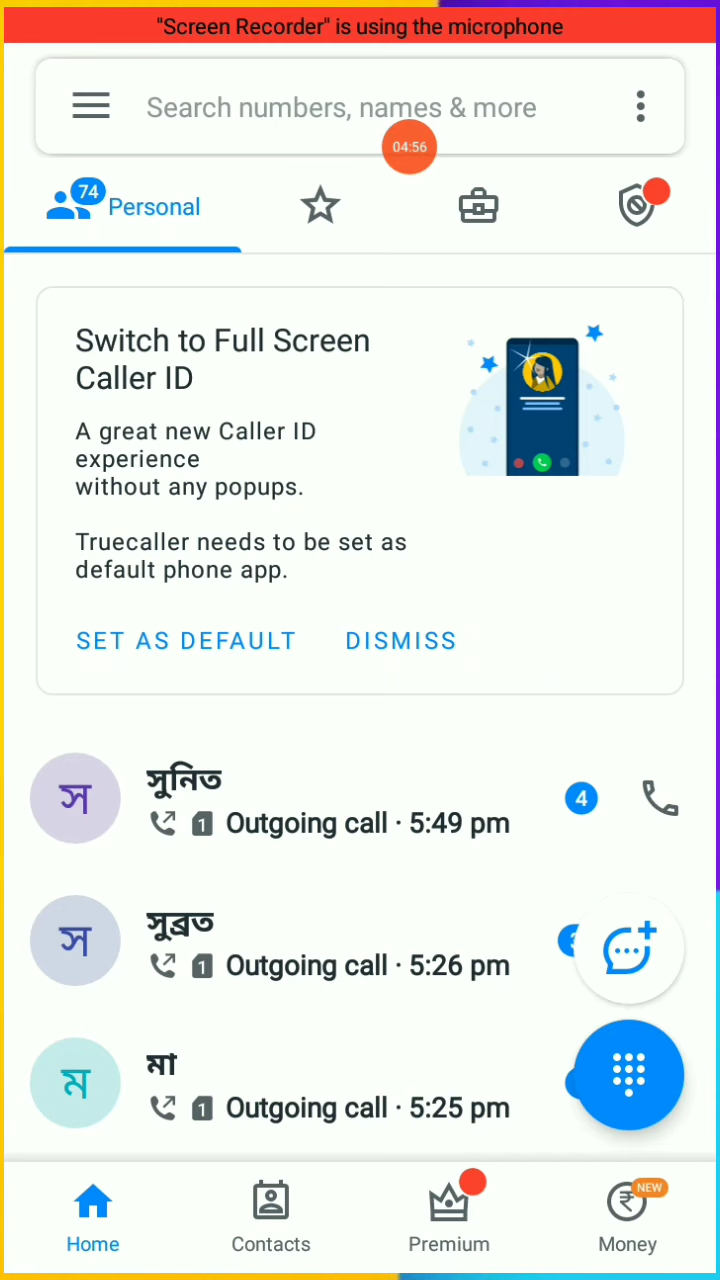 "Screen Recorder" is using the microphone
Search numbers, names & more
04:56
74
Personal
Switch to Full Screen
Caller ID
A great new Caller ID
experience
without any popups.
Truecaller needs to be set as
default phone app.
SET AS DEFAULT DISMISS
স
সুনিত
1 Outgoing call · 5:49 pm
4
স
সুব্রত
1 Outgoing call · 5:26 pm
ম
মা
1 Outgoing call · 5:25 pm
NEW
Home Contacts Premium Money